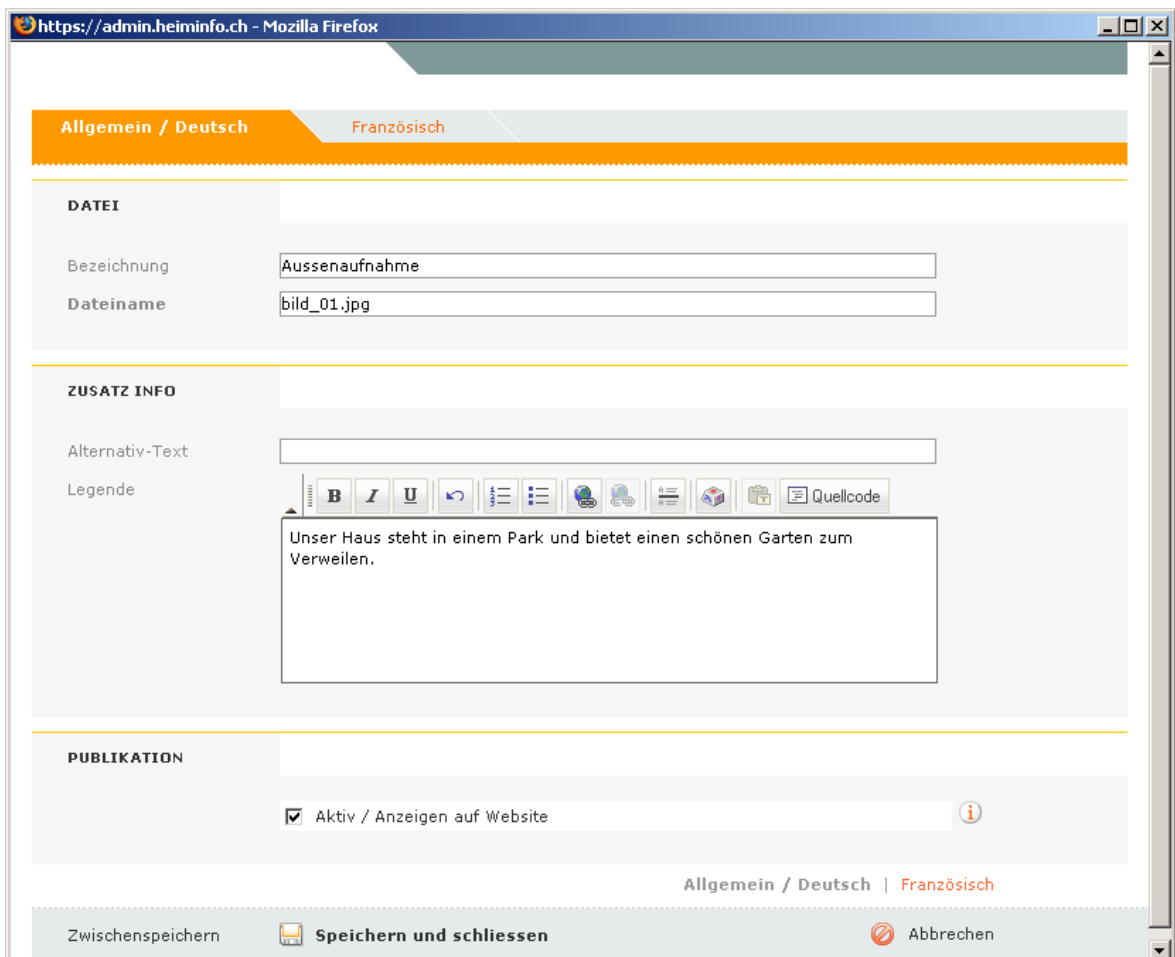 https://admin.heiminfo.ch - Mozilla Firefox
Allgemein / Deutsch Französisch
DATEI
Bezeichnung Aussenaufnahme
Dateiname bild_01.jpg
ZUSATZ INFO
Alternativ-Text
Legende B I U Quellcode
Unser Haus steht in einem Park und bietet einen schönen Garten zum
Verweilen.
PUBLIKATION
Aktiv / Anzeigen auf Website i
Allgemein / Deutsch | Französisch
Zwischenspeichern Speichern und schliessen Abbrechen